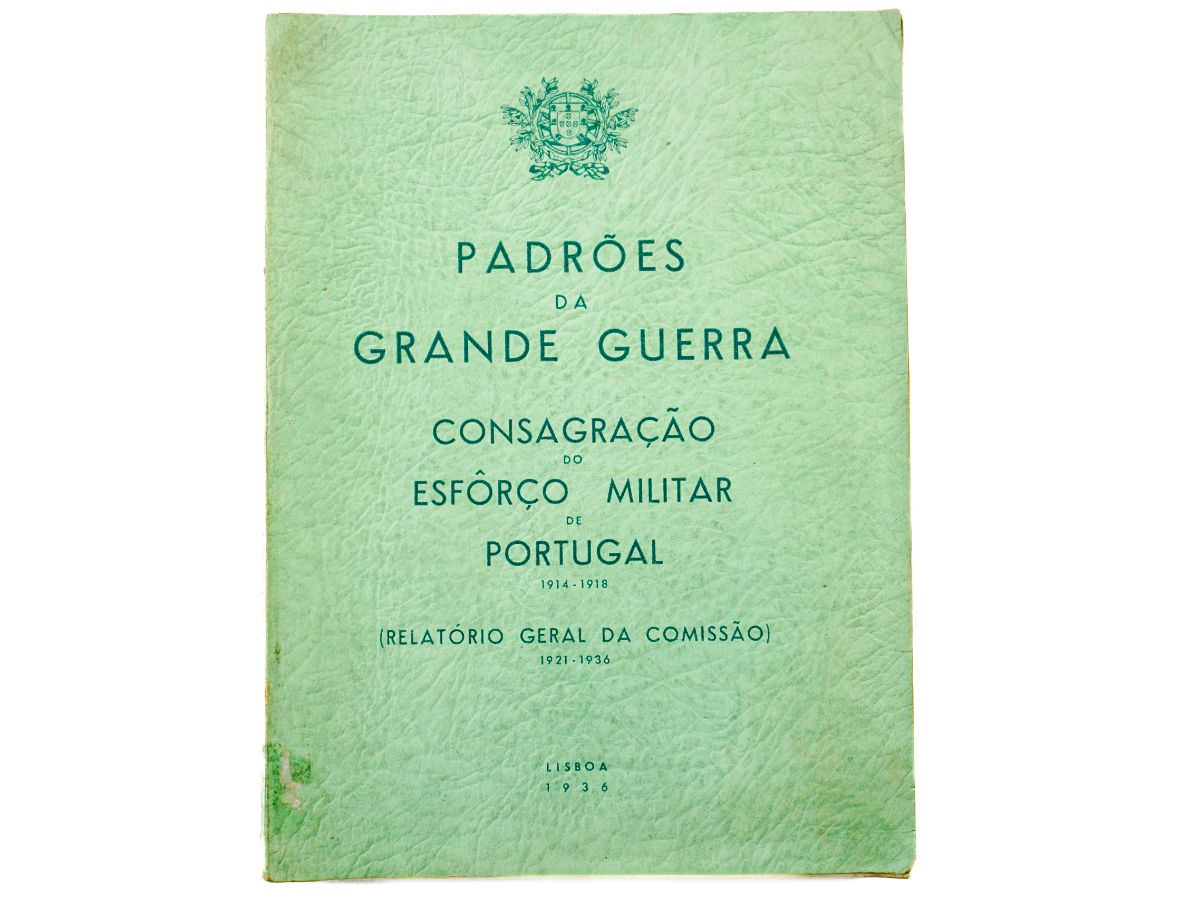 PADRÕES
DA
GRANDE GUERRA
CONSAGRAÇÃO
DO
ESFÔRÇO MILITAR
DE
PORTUGAL
1914-1918
(RELATÓRIO GERAL DA COMISSÃO)
1921-1936
LISBOA
1936